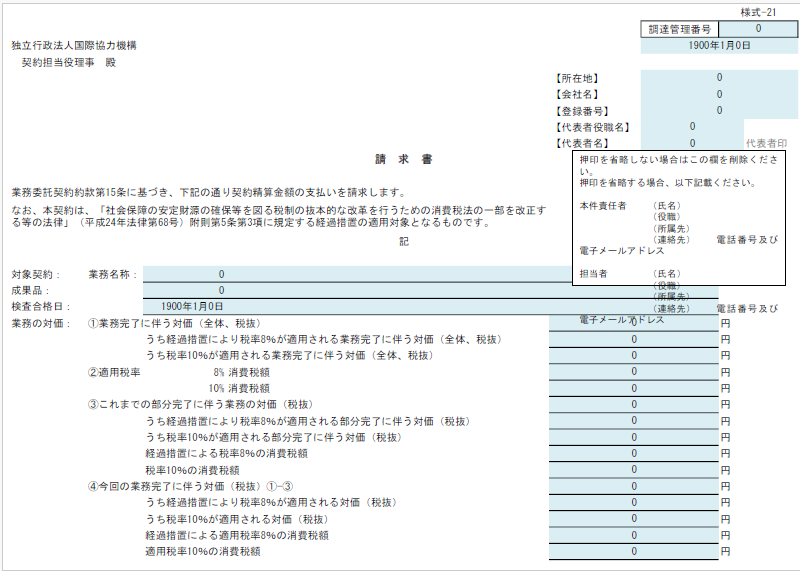 様式-21
調達管理番号 0
独立行政法人国際協力機構
1900年1月0日
契約担当役理事 殿
【所在地】 0
【会社名】 0
【登録番号】 0
【代表者役職名】 0
【代表者名】 0 代表者印
請 求 書
押印を省略しない場合はこの欄を削除ください。
押印を省略する場合、以下記載ください。
本件責任者 （氏名）
（役職）
（所属先）
（連絡先） 電話番号及び
電子メールアドレス
担当者 （氏名）
（役職）
（所属先）
（連絡先） 電話番号及び
電子メールアドレス
業務委託契約約款第15条に基づき、下記の通り契約精算金額の支払いを請求します。
なお、本契約は、「社会保障の安定財源の確保等を図る税制の抜本的な改革を行うための消費税法の一部を改正す
る等の法律」（平成24年法律第68号）附則第5条第3項に規定する経過措置の適用対象となるものです。
記
対象契約： 業務名称： 0
成果品： 0
検査合格日： 1900年1月0日
業務の対価： ①業務完了に伴う対価（全体、税抜） 0 円
うち経過措置により税率8%が適用される業務完了に伴う対価（全体、税抜） 0 円
うち税率10%が適用される業務完了に伴う対価（全体、税抜） 0 円
②適用税率 8% 消費税額 0 円
10% 消費税額 0 円
③これまでの部分完了に伴う業務の対価（税抜） 0 円
うち経過措置により税率8%が適用される部分完了に伴う対価（税抜） 0 円
うち税率10%が適用される部分完了に伴う対価（税抜） 0 円
経過措置による税率8%の消費税額 0 円
税率10%の消費税額 0 円
④今回の業務完了に伴う対価（税抜）①-③ 0 円
うち経過措置により税率8%が適用される対価（税抜） 0 円
うち税率10%が適用される対価（税抜） 0 円
経過措置による適用税率8%の消費税額 0 円
適用税率10%の消費税額 0 円